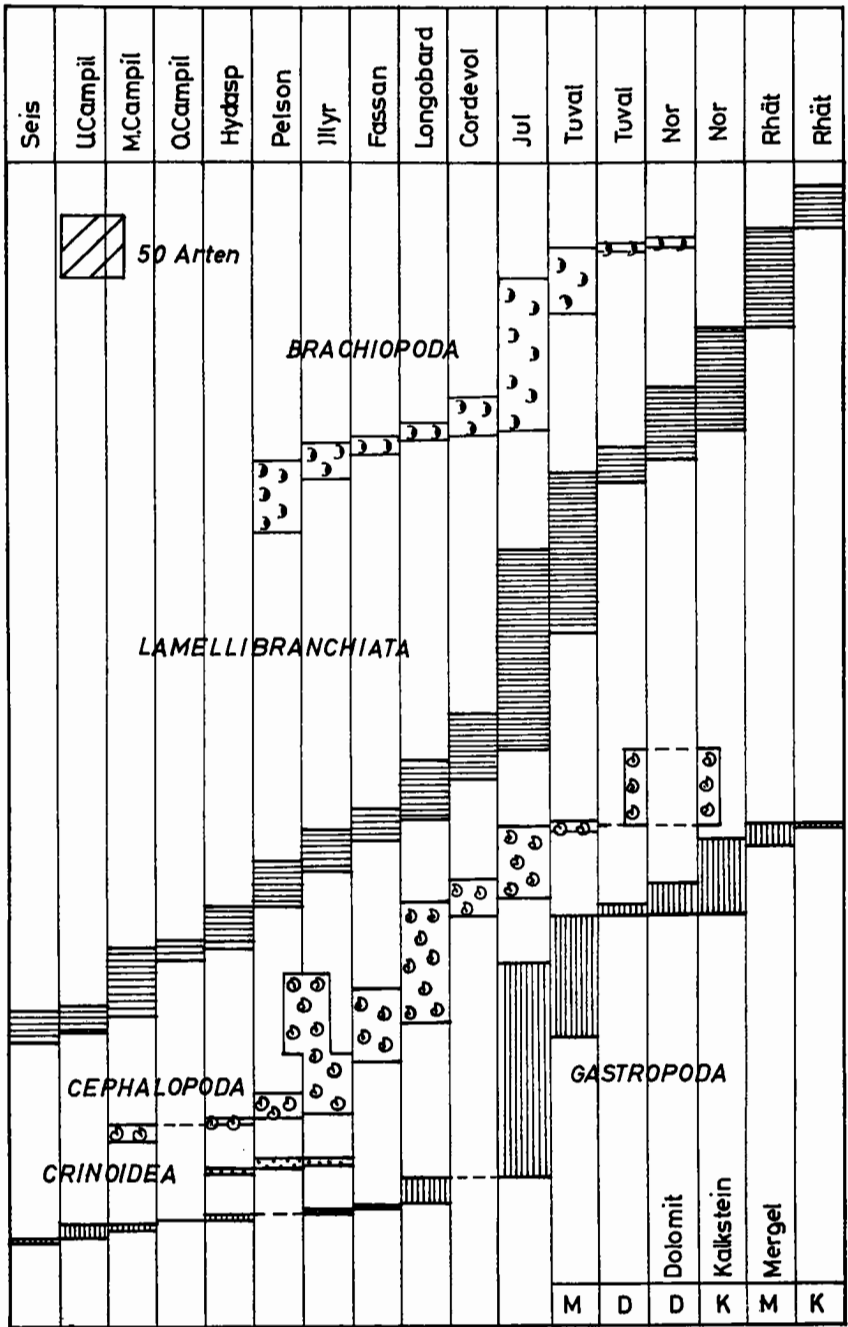 Seis
U.Campil
M.Campil
O.Campil
Hydasp
Pelson
Jllyr
Fassan
Longobard
Cordevol
Jul
Tuval
Tuval
Nor
Nor
Rhät
Rhät
50 Arten
BRACHIOPODA
LAMELLIBRANCHIATA
CEPHALOPODA
GASTROPODA
CRINOIDEA
Dolomit
Kalkstein
Mergel
M
D
D
K
M
K